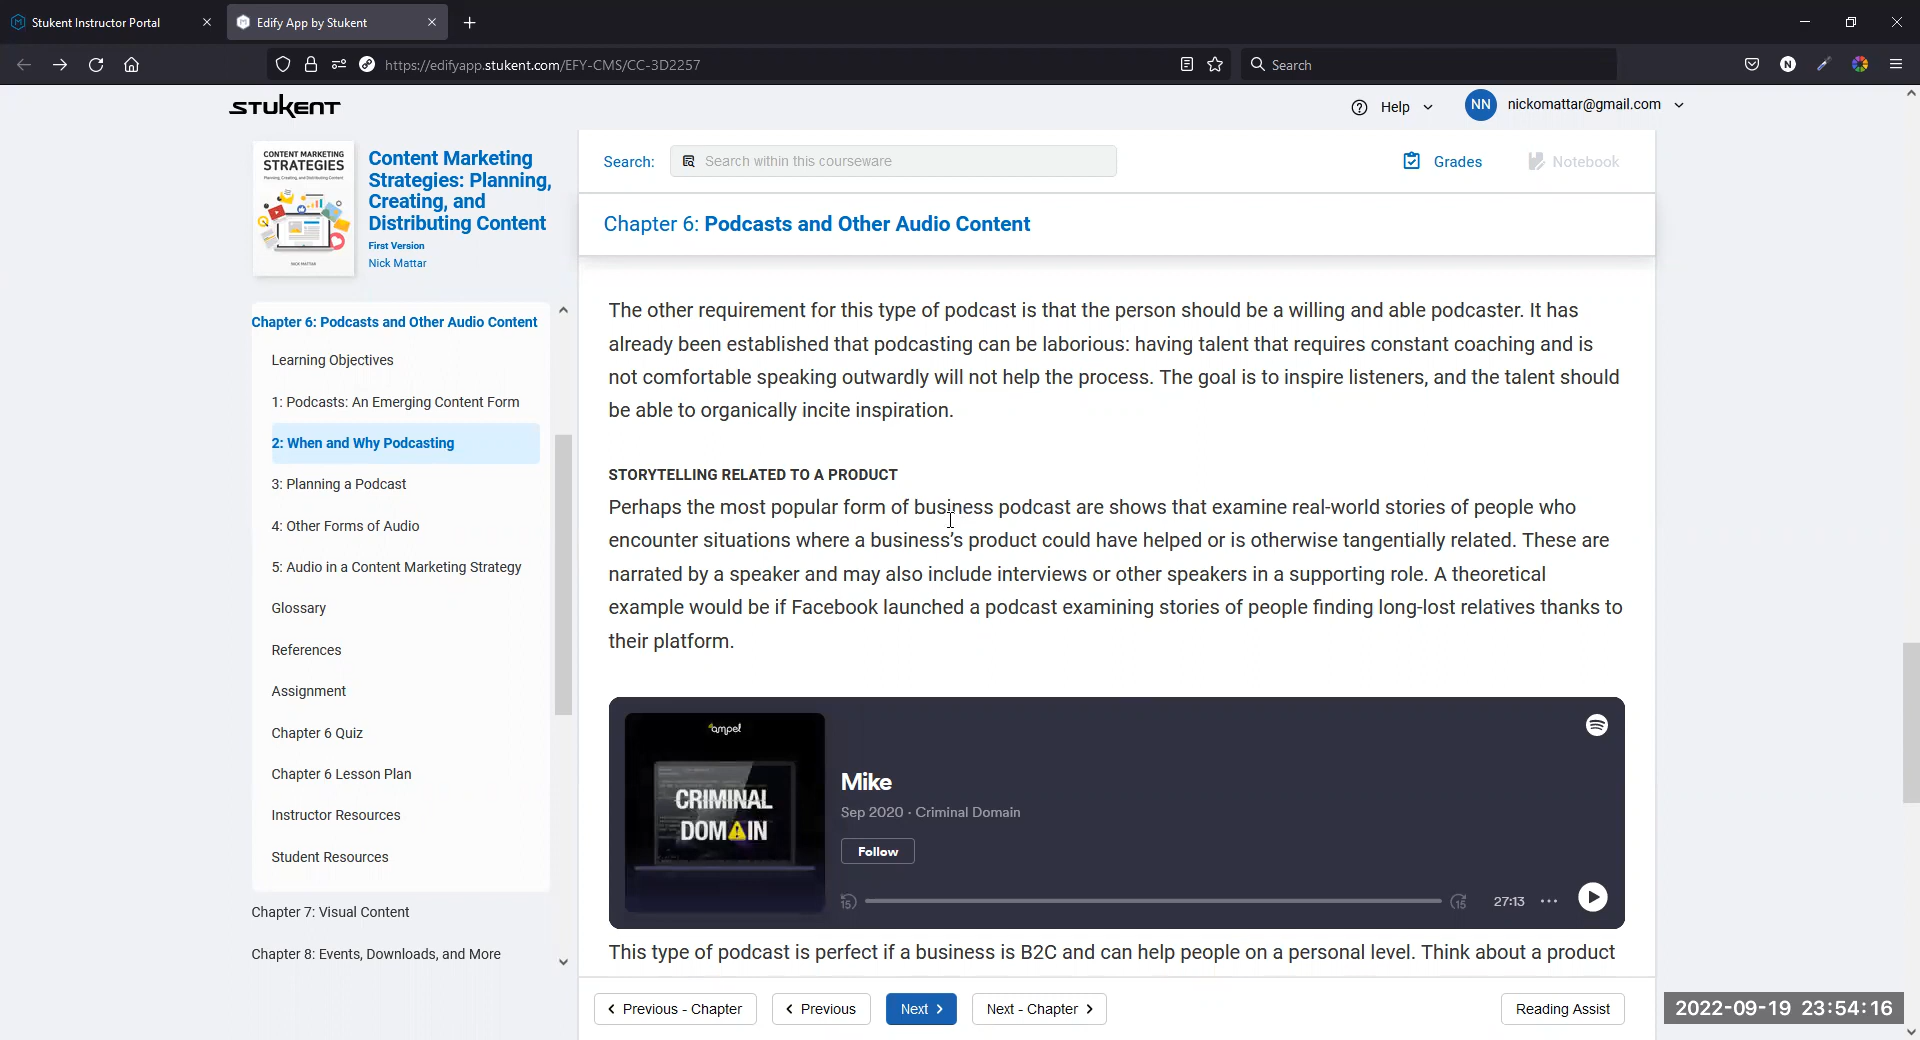 Stukent Instructor Portal
Edify App by Stukent
https://edifyapp.stukent.com/EFY-CMS/CC-3D2257
Search
N
STUKENT
Help
NN
nickomattar@gmail.com
CONTENT MARKETING
STRATEGIES
Planning, Creating, and Distributing Content
NICK MATTAR
Content Marketing
Strategies: Planning,
Creating, and
Distributing Content
First Version
Nick Mattar
Search:
Search within this courseware
Grades
Notebook
Chapter 6: Podcasts and Other Audio Content
Chapter 6: Podcasts and Other Audio Content
Learning Objectives
1: Podcasts: An Emerging Content Form
2: When and Why Podcasting
3: Planning a Podcast
4: Other Forms of Audio
5: Audio in a Content Marketing Strategy
Glossary
References
Assignment
Chapter 6 Quiz
Chapter 6 Lesson Plan
Instructor Resources
Student Resources
Chapter 7: Visual Content
Chapter 8: Events, Downloads, and More
The other requirement for this type of podcast is that the person should be a willing and able podcaster. It has
already been established that podcasting can be laborious: having talent that requires constant coaching and is
not comfortable speaking outwardly will not help the process. The goal is to inspire listeners, and the talent should
be able to organically incite inspiration.
STORYTELLING RELATED TO A PRODUCT
Perhaps the most popular form of business podcast are shows that examine real-world stories of people who
encounter situations where a business’s product could have helped or is otherwise tangentially related. These are
narrated by a speaker and may also include interviews or other speakers in a supporting role. A theoretical
example would be if Facebook launched a podcast examining stories of people finding long-lost relatives thanks to
their platform.
ampel
CRIMINAL
DOMAIN
Mike
Sep 2020 · Criminal Domain
Follow
15
15
27:13
This type of podcast is perfect if a business is B2C and can help people on a personal level. Think about a product
Previous - Chapter
Previous
Next
Next - Chapter
Reading Assist
2022-09-19 23:54:16